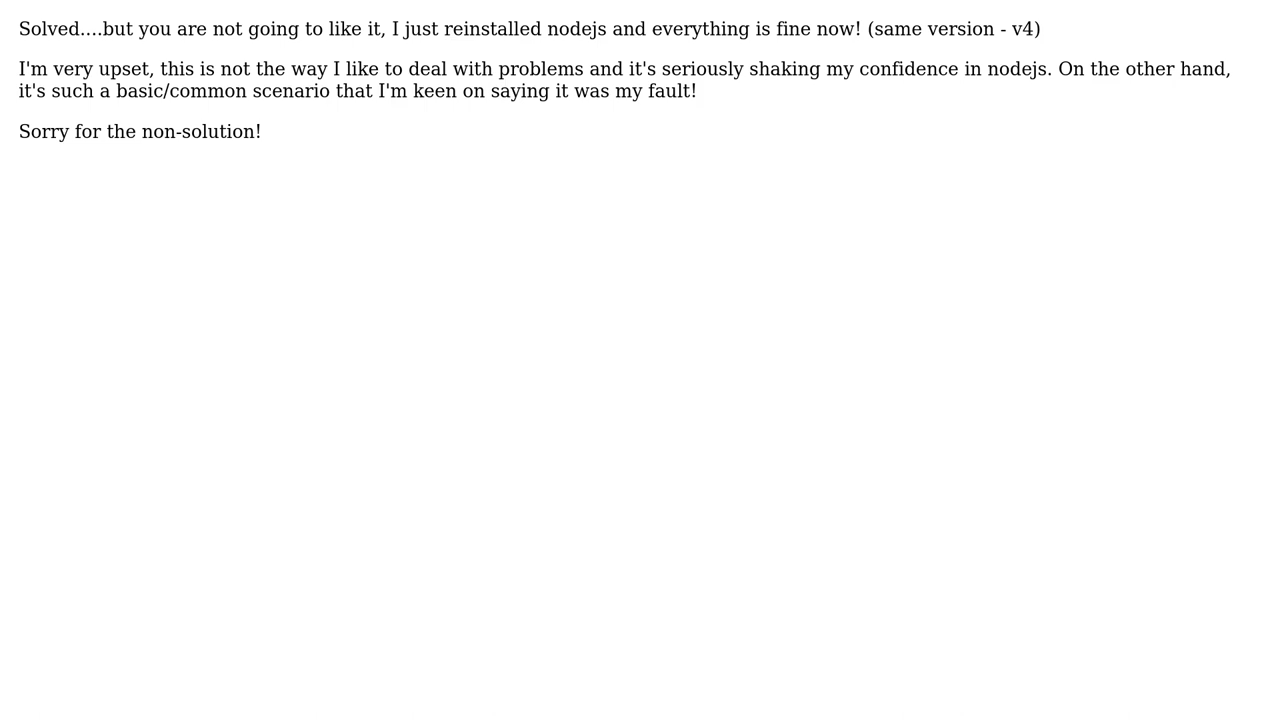 Solved....but you are not going to like it, I just reinstalled nodejs and everything is fine now! (same version - v4)
I'm very upset, this is not the way I like to deal with problems and it's seriously shaking my confidence in nodejs. On the other hand,
it's such a basic/common scenario that I'm keen on saying it was my fault!
Sorry for the non-solution!